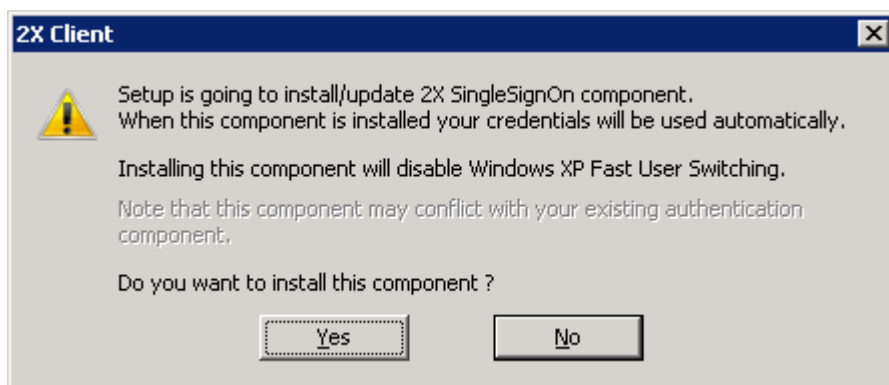 2X Client
Setup is going to install/update 2X SingleSignOn component.
When this component is installed your credentials will be used automatically.
Installing this component will disable Windows XP Fast User Switching.
Note that this component may conflict with your existing authentication
component.
Do you want to install this component ?
Yes
No